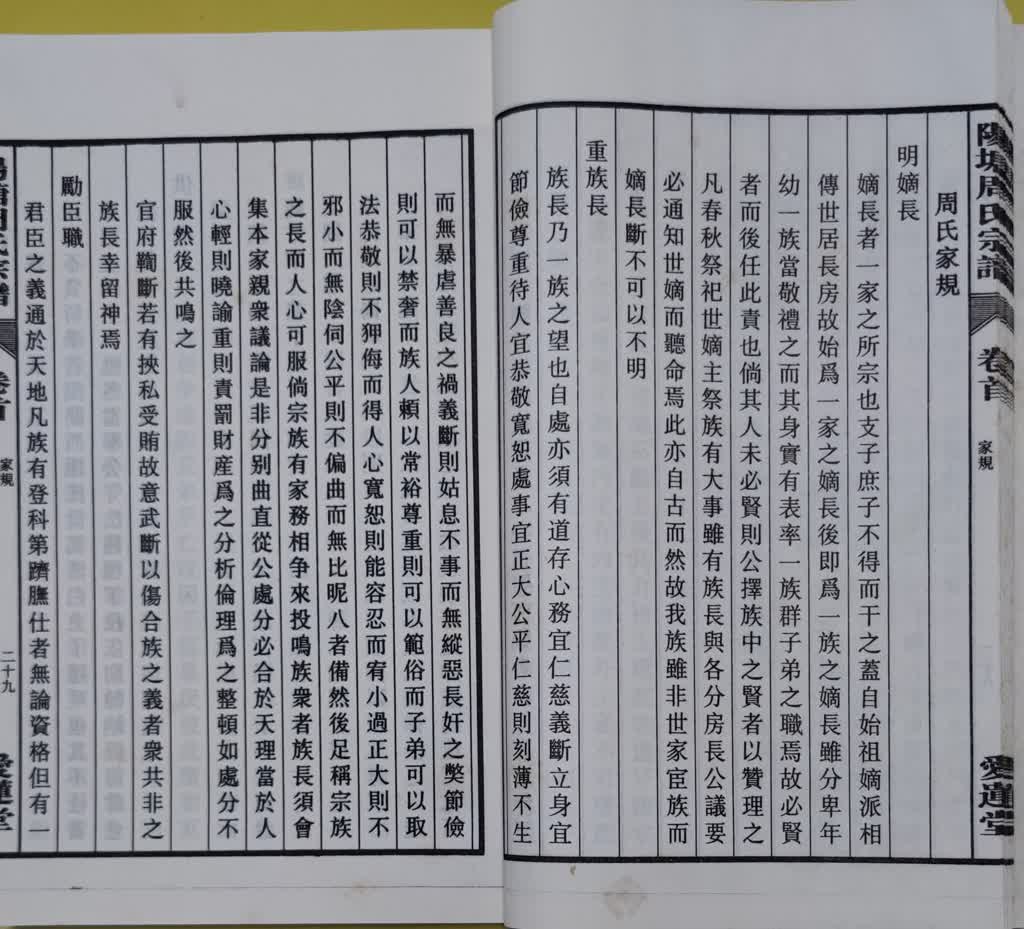 陽塘周氏宗譜
卷首
家規
愛蓮堂
周氏家規
明嫡長
嫡長者一家之所宗也支子庶子不得而干之蓋自始祖嫡派相
傳世居長房故始爲一家之嫡長後即爲一族之嫡長雖分卑年
幼一族當敬禮之而其身實有表率一族群子弟之職焉故必賢
者而後任此責也倘其人未必賢則公擇族中之賢者以贊理之
凡春秋祭祀世嫡主祭族有大事雖有族長與各分房長公議要
必通知世嫡而聽命焉此亦自古而然故我族雖非世家宦族而
嫡長斷不可以不明
重族長
族長乃一族之望也自處亦須有道存心務宜仁慈義斷立身宜
節儉尊重待人宜恭敬寬恕處事宜正大公平仁慈則刻薄不生
而無暴虐善良之禍義斷則姑息不事而無縱惡長奸之獘節儉
則可以禁奢而族人賴以常裕尊重則可以範俗而子弟可以取
法恭敬則不狎侮而得人心寬恕則能容忍而宥小過正大則不
邪小而無陰伺公平則不偏曲而無比昵八者備然後足稱宗族
之長而人心可服倘宗族有家務相争來投鳴族衆者族長須會
集本家親衆議論是非分别曲直從公處分必合於天理當於人
心輕則曉諭重則責罰財産爲之分析倫理爲之整頓如處分不
服然後共鳴之
官府鞫斷若有挾私受賄故意武斷以傷合族之義者衆共非之
族長幸留神焉
勵臣職
君臣之義通於天地凡族有登科第躋膴仕者無論資格但有一
陽塘周氏宗譜
卷首
家規
二十九
愛蓮堂